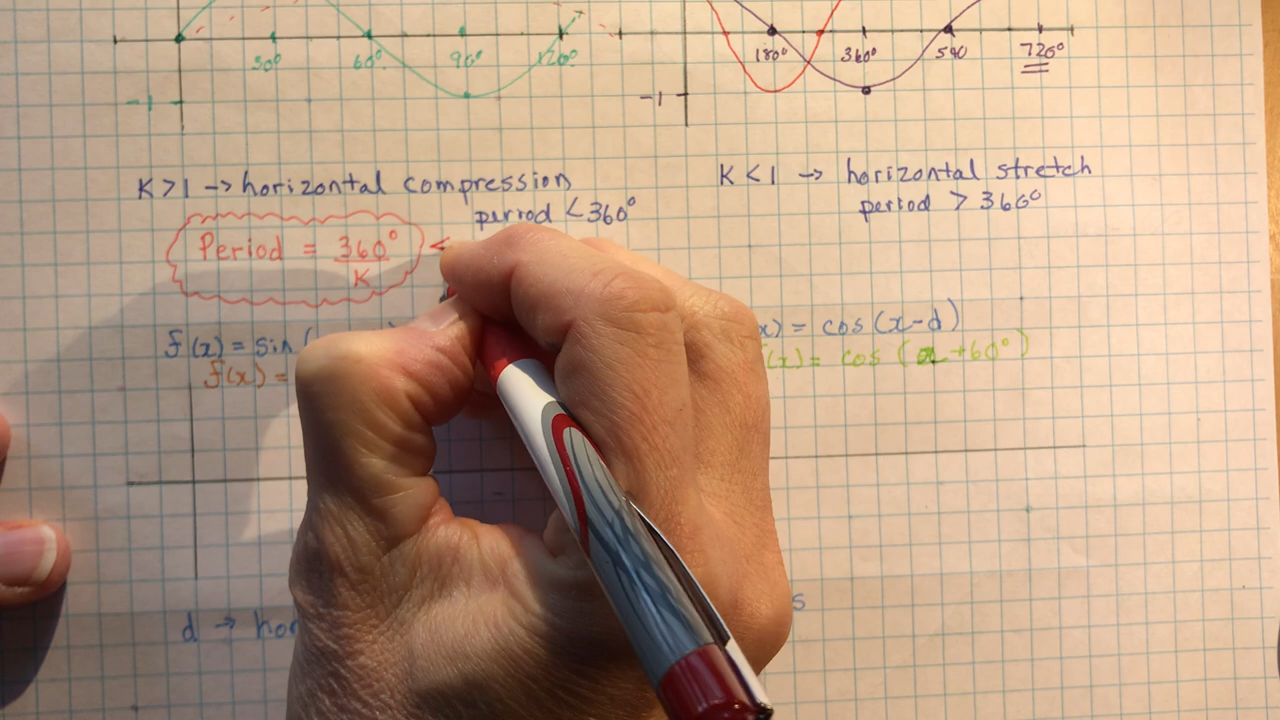 30° 60° 90° 120°
180° 360° 540 720°
-1 -1
K > 1 → horizontal compression
period < 360°
K < 1 → horizontal stretch
period > 360°
Period = 360° / K <
f(x) = sin (
f(x) =
x) = cos (x-d)
f(x) = cos (x+60°)
d → hor
s